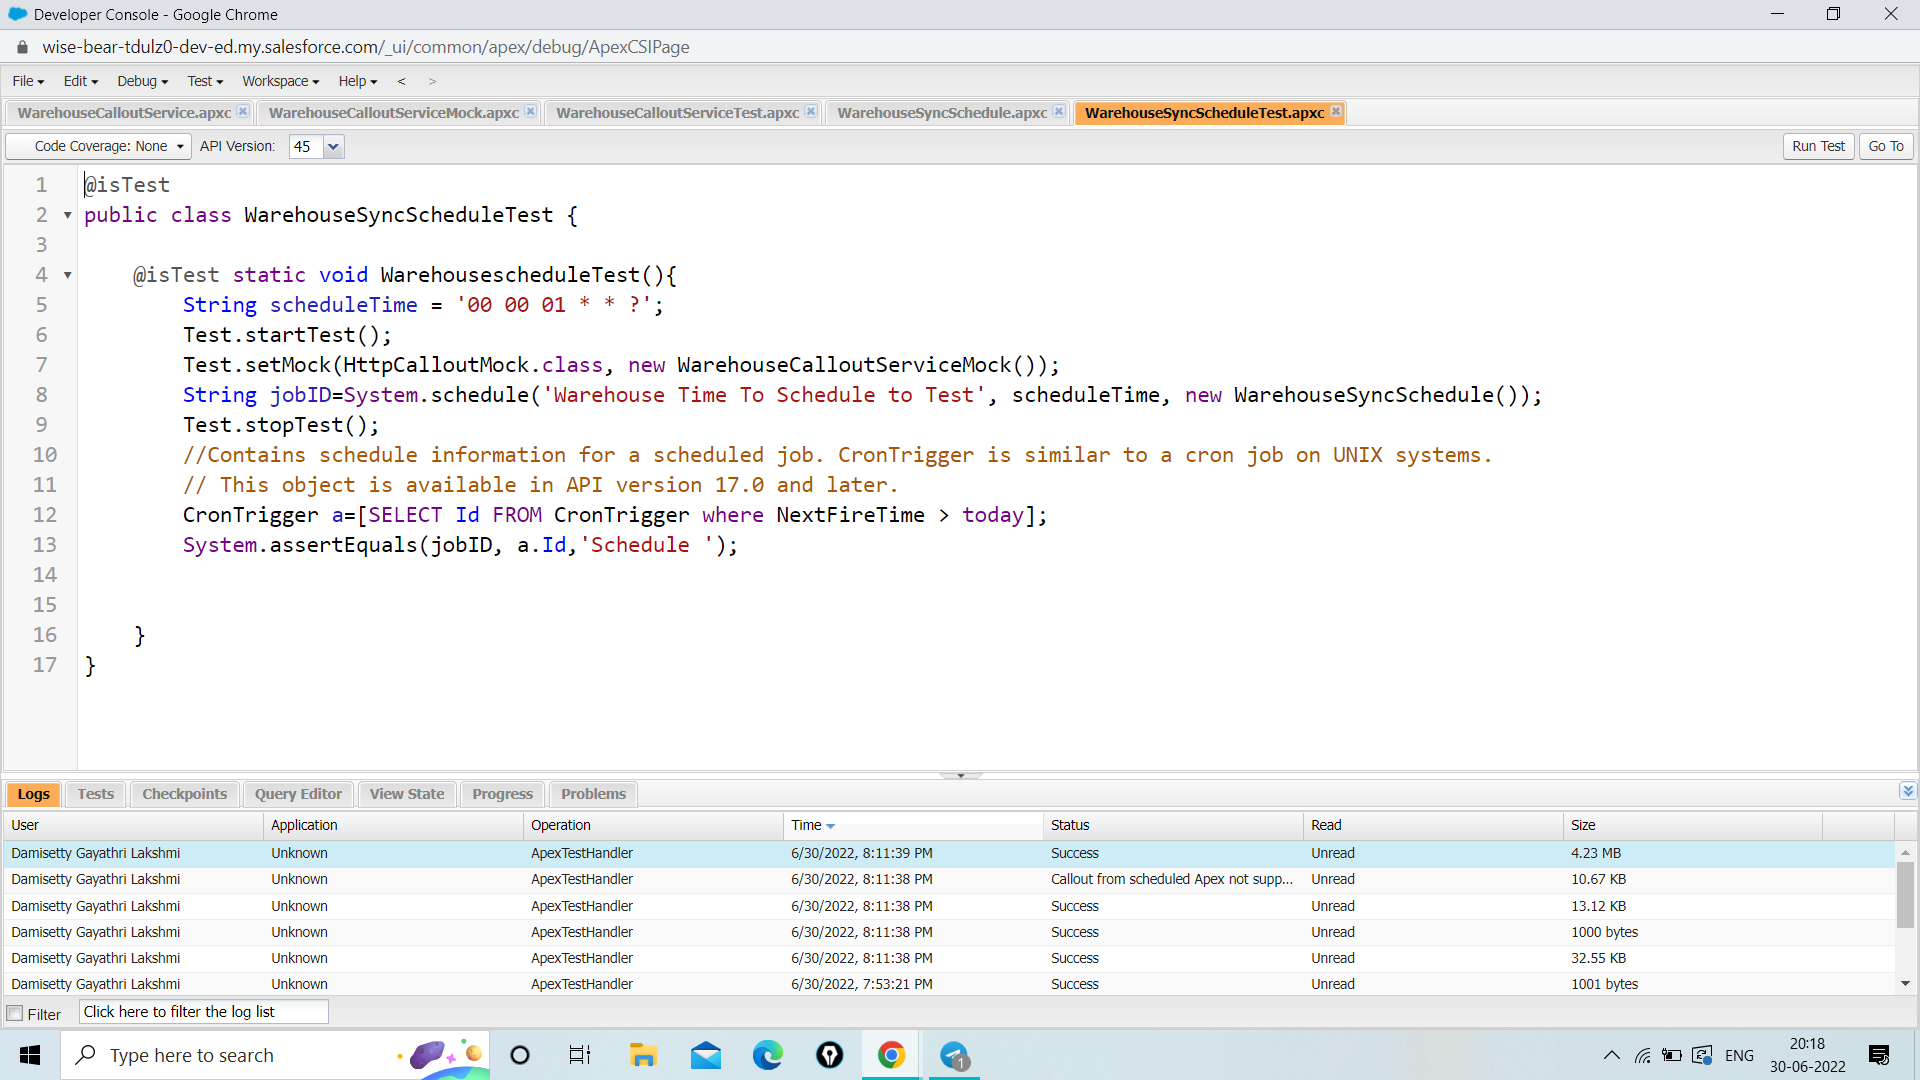 Developer Console - Google Chrome
wise-bear-tdulz0-dev-ed.my.salesforce.com/_ui/common/apex/debug/ApexCSIPage
File Edit Debug Test Workspace Help < >
WarehouseCalloutService.apxc WarehouseCalloutServiceMock.apxc WarehouseCalloutServiceTest.apxc WarehouseSyncSchedule.apxc WarehouseSyncScheduleTest.apxc
Code Coverage: None API Version: 45 Run Test Go To
1 @isTest
2 public class WarehouseSyncScheduleTest {
3
4 @isTest static void WarehousescheduleTest(){
5 String scheduleTime = '00 00 01 * * ?';
6 Test.startTest();
7 Test.setMock(HttpCalloutMock.class, new WarehouseCalloutServiceMock());
8 String jobID=System.schedule('Warehouse Time To Schedule to Test', scheduleTime, new WarehouseSyncSchedule());
9 Test.stopTest();
10 //Contains schedule information for a scheduled job. CronTrigger is similar to a cron job on UNIX systems.
11 // This object is available in API version 17.0 and later.
12 CronTrigger a=[SELECT Id FROM CronTrigger where NextFireTime > today];
13 System.assertEquals(jobID, a.Id,'Schedule ');
14
15
16 }
17 }
Logs Tests Checkpoints Query Editor View State Progress Problems
User Application Operation Time Status Read Size
Damisetty Gayathri Lakshmi Unknown ApexTestHandler 6/30/2022, 8:11:39 PM Success Unread 4.23 MB
Damisetty Gayathri Lakshmi Unknown ApexTestHandler 6/30/2022, 8:11:38 PM Callout from scheduled Apex not supp... Unread 10.67 KB
Damisetty Gayathri Lakshmi Unknown ApexTestHandler 6/30/2022, 8:11:38 PM Success Unread 13.12 KB
Damisetty Gayathri Lakshmi Unknown ApexTestHandler 6/30/2022, 8:11:38 PM Success Unread 1000 bytes
Damisetty Gayathri Lakshmi Unknown ApexTestHandler 6/30/2022, 8:11:38 PM Success Unread 32.55 KB
Damisetty Gayathri Lakshmi Unknown ApexTestHandler 6/30/2022, 7:53:21 PM Success Unread 1001 bytes
Filter Click here to filter the log list
Type here to search 1 ENG 20:18
30-06-2022